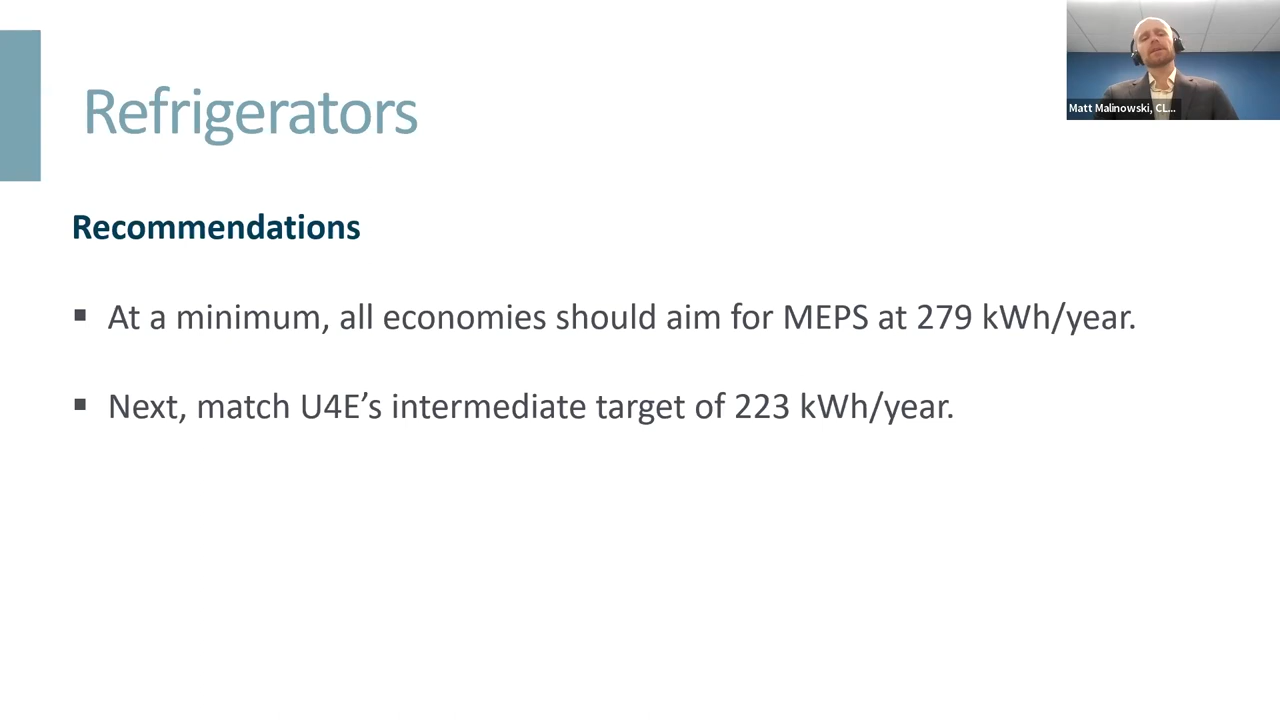 Refrigerators
Matt Malinowski, CL...
Recommendations
▪ At a minimum, all economies should aim for MEPS at 279 kWh/year.
▪ Next, match U4E’s intermediate target of 223 kWh/year.